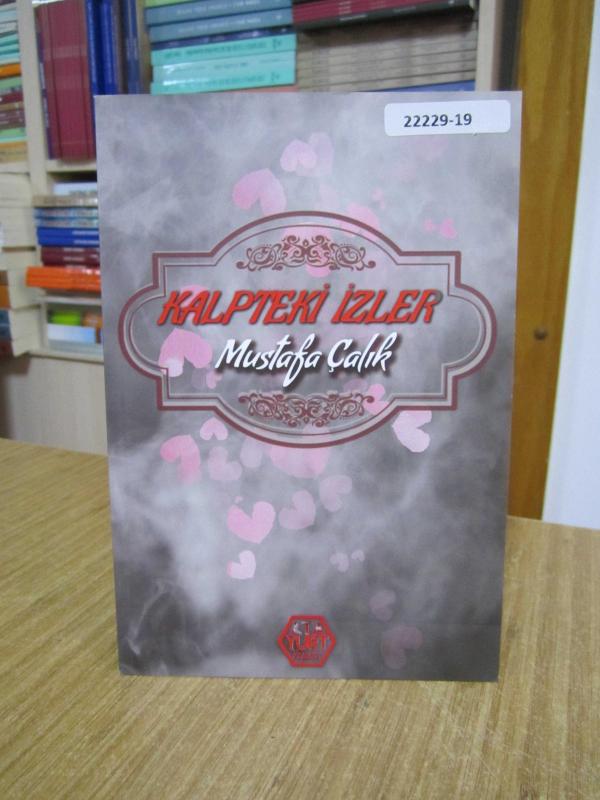 22229-19
KALPTEKİ İZLER
Mustafa Çalık